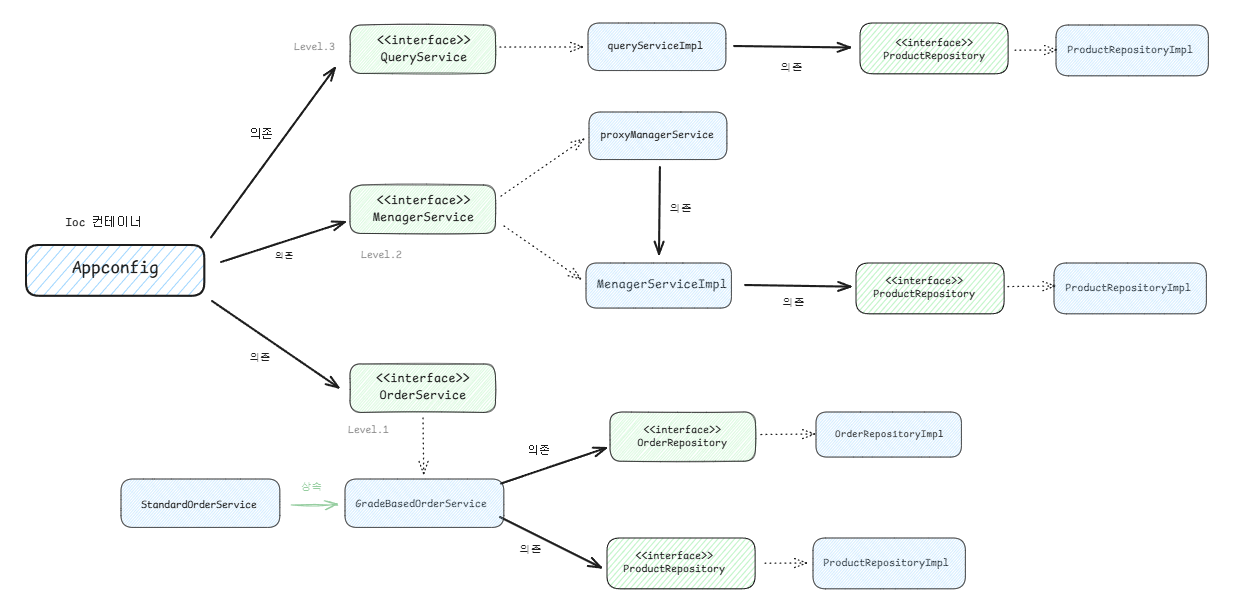 Level.3
<<interface>>
QueryService
queryServiceImpl
의존
<<interface>>
ProductRepository
ProductRepositoryImpl
의존
proxyManagerService
의존
Ioc 컨테이너
Appconfig
의존
<<interface>>
MenagerService
Level.2
MenagerServiceImpl
의존
<<interface>>
ProductRepository
ProductRepositoryImpl
의존
<<interface>>
OrderService
Level.1
의존
<<interface>>
OrderRepository
OrderRepositoryImpl
StandardOrderService
상속
GradeBasedOrderService
의존
<<interface>>
ProductRepository
ProductRepositoryImpl